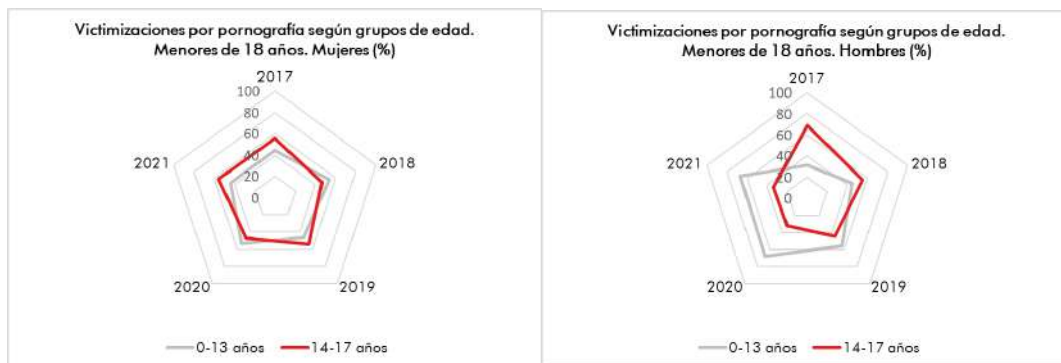 Victimizaciones por pornografía según grupos de edad.
Menores de 18 años. Mujeres (%)
2017
100
80
60
40
20
0
2018
2019
2020
2021
0-13 años
14-17 años
Victimizaciones por pornografía según grupos de edad.
Menores de 18 años. Hombres (%)
2017
100
80
60
40
20
0
2018
2019
2020
2021
0-13 años
14-17 años